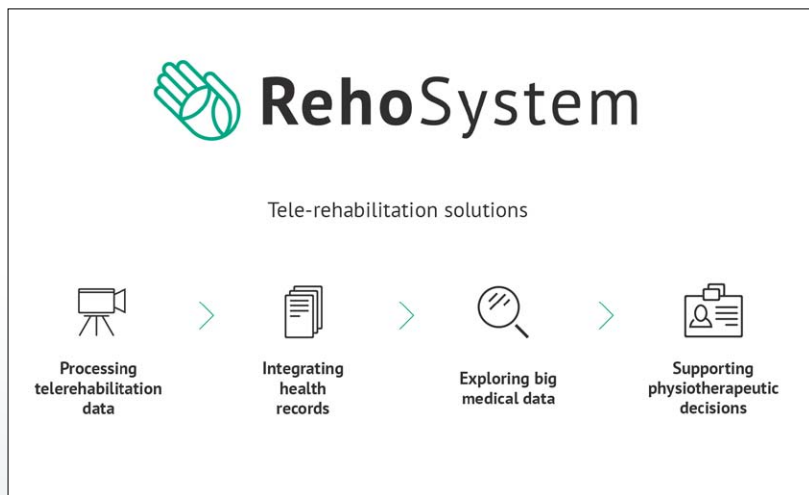 RehoSystem
Tele-rehabilitation solutions
Processing
telerehabilitation
data
Integrating
health
records
Exploring big
medical data
Supporting
physiotherapeutic
decisions